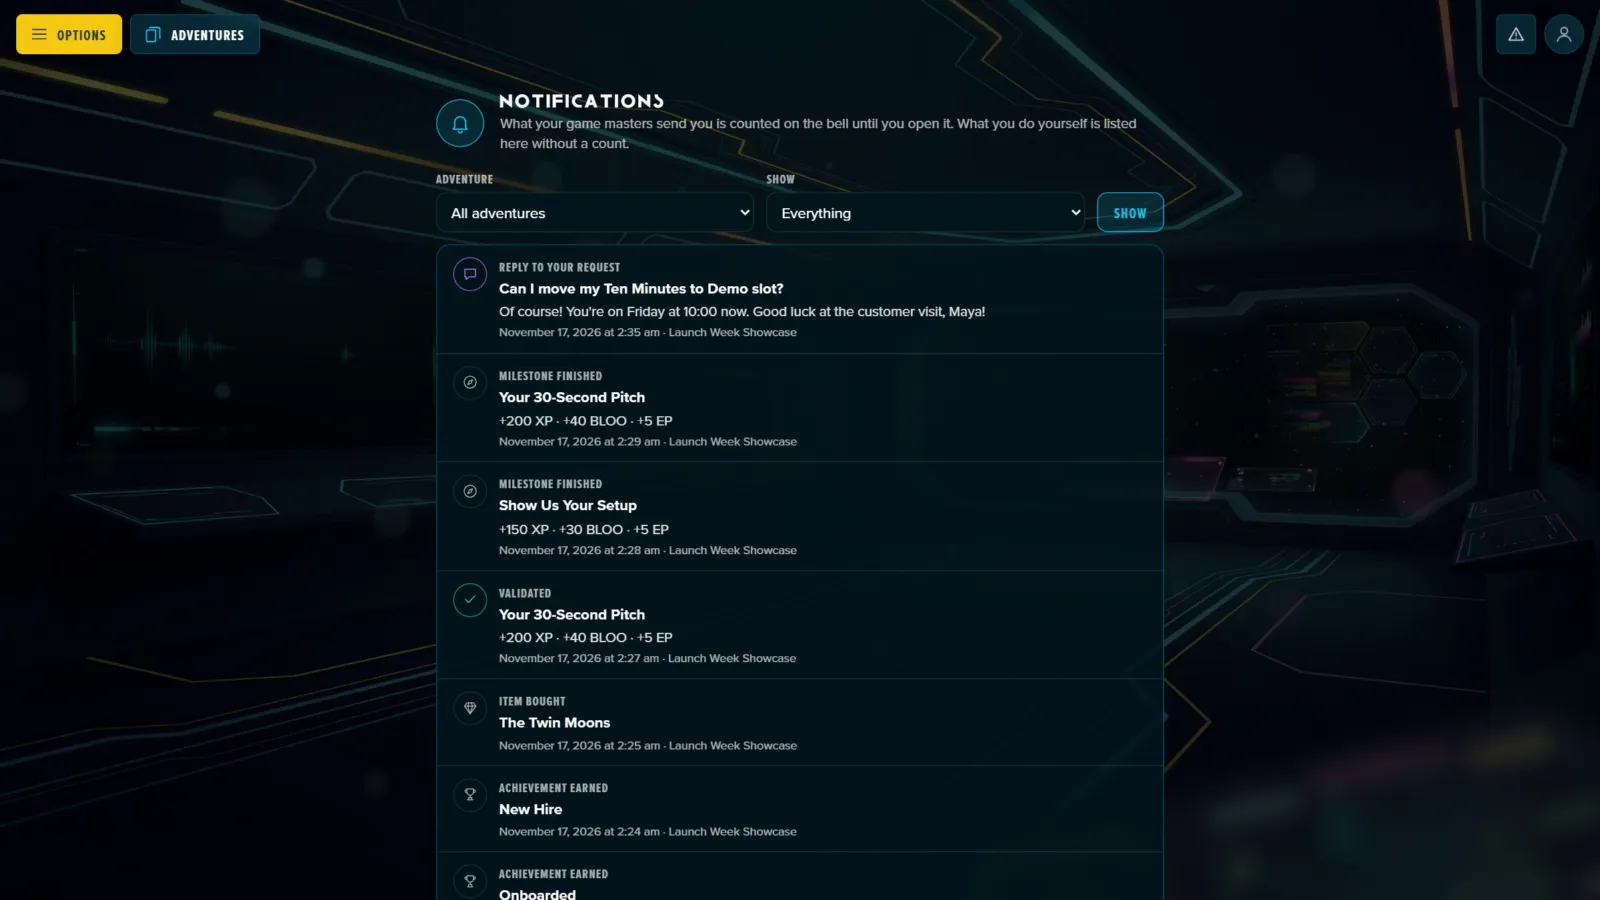 OPTIONS
ADVENTURES
NOTIFICATIONS
What your game masters send you is counted on the bell until you open it. What you do yourself is listed
here without a count.
ADVENTURE
SHOW
All adventures
Everything
SHOW
REPLY TO YOUR REQUEST
Can I move my Ten Minutes to Demo slot?
Of course! You're on Friday at 10:00 now. Good luck at the customer visit, Maya!
November 17, 2026 at 2:35 am · Launch Week Showcase
MILESTONE FINISHED
Your 30-Second Pitch
+200 XP · +40 BLOO · +5 EP
November 17, 2026 at 2:29 am · Launch Week Showcase
MILESTONE FINISHED
Show Us Your Setup
+150 XP · +30 BLOO · +5 EP
November 17, 2026 at 2:28 am · Launch Week Showcase
VALIDATED
Your 30-Second Pitch
+200 XP · +40 BLOO · +5 EP
November 17, 2026 at 2:27 am · Launch Week Showcase
ITEM BOUGHT
The Twin Moons
November 17, 2026 at 2:25 am · Launch Week Showcase
ACHIEVEMENT EARNED
New Hire
November 17, 2026 at 2:24 am · Launch Week Showcase
ACHIEVEMENT EARNED
Onboarded